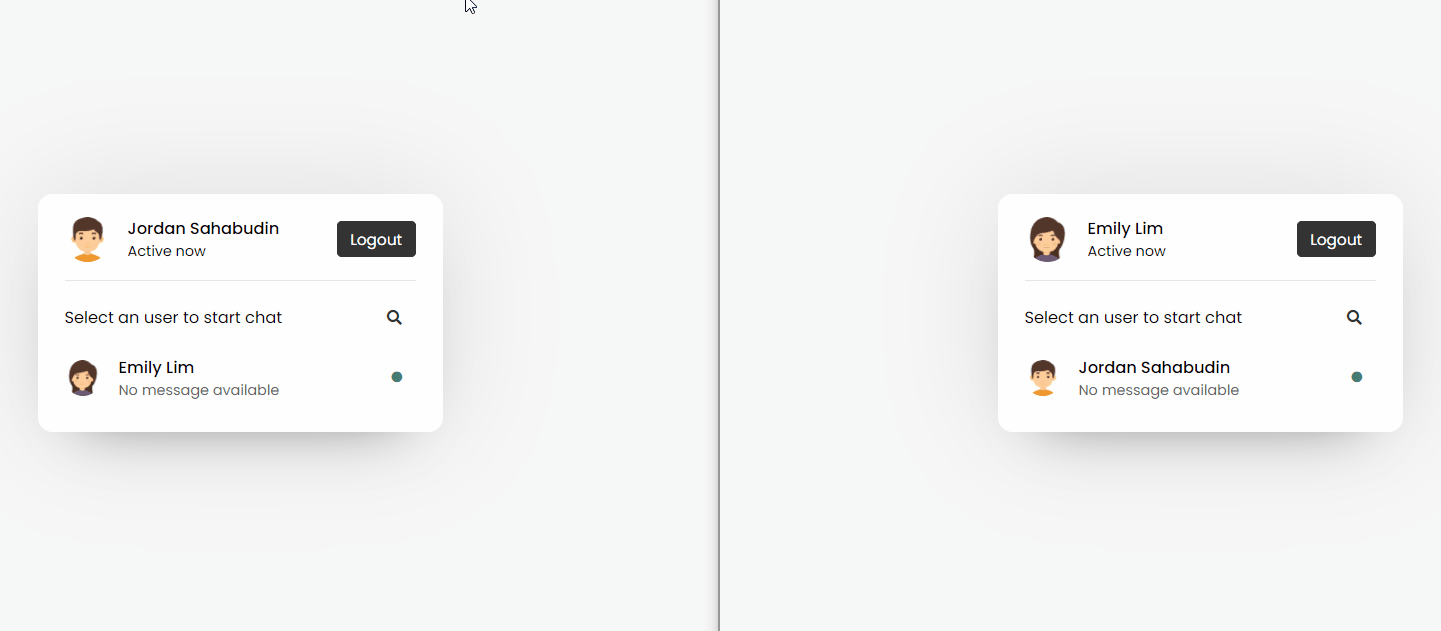 Jordan Sahabudin
Active now
Logout
Select an user to start chat
Emily Lim
No message available
Emily Lim
Active now
Logout
Select an user to start chat
Jordan Sahabudin
No message available